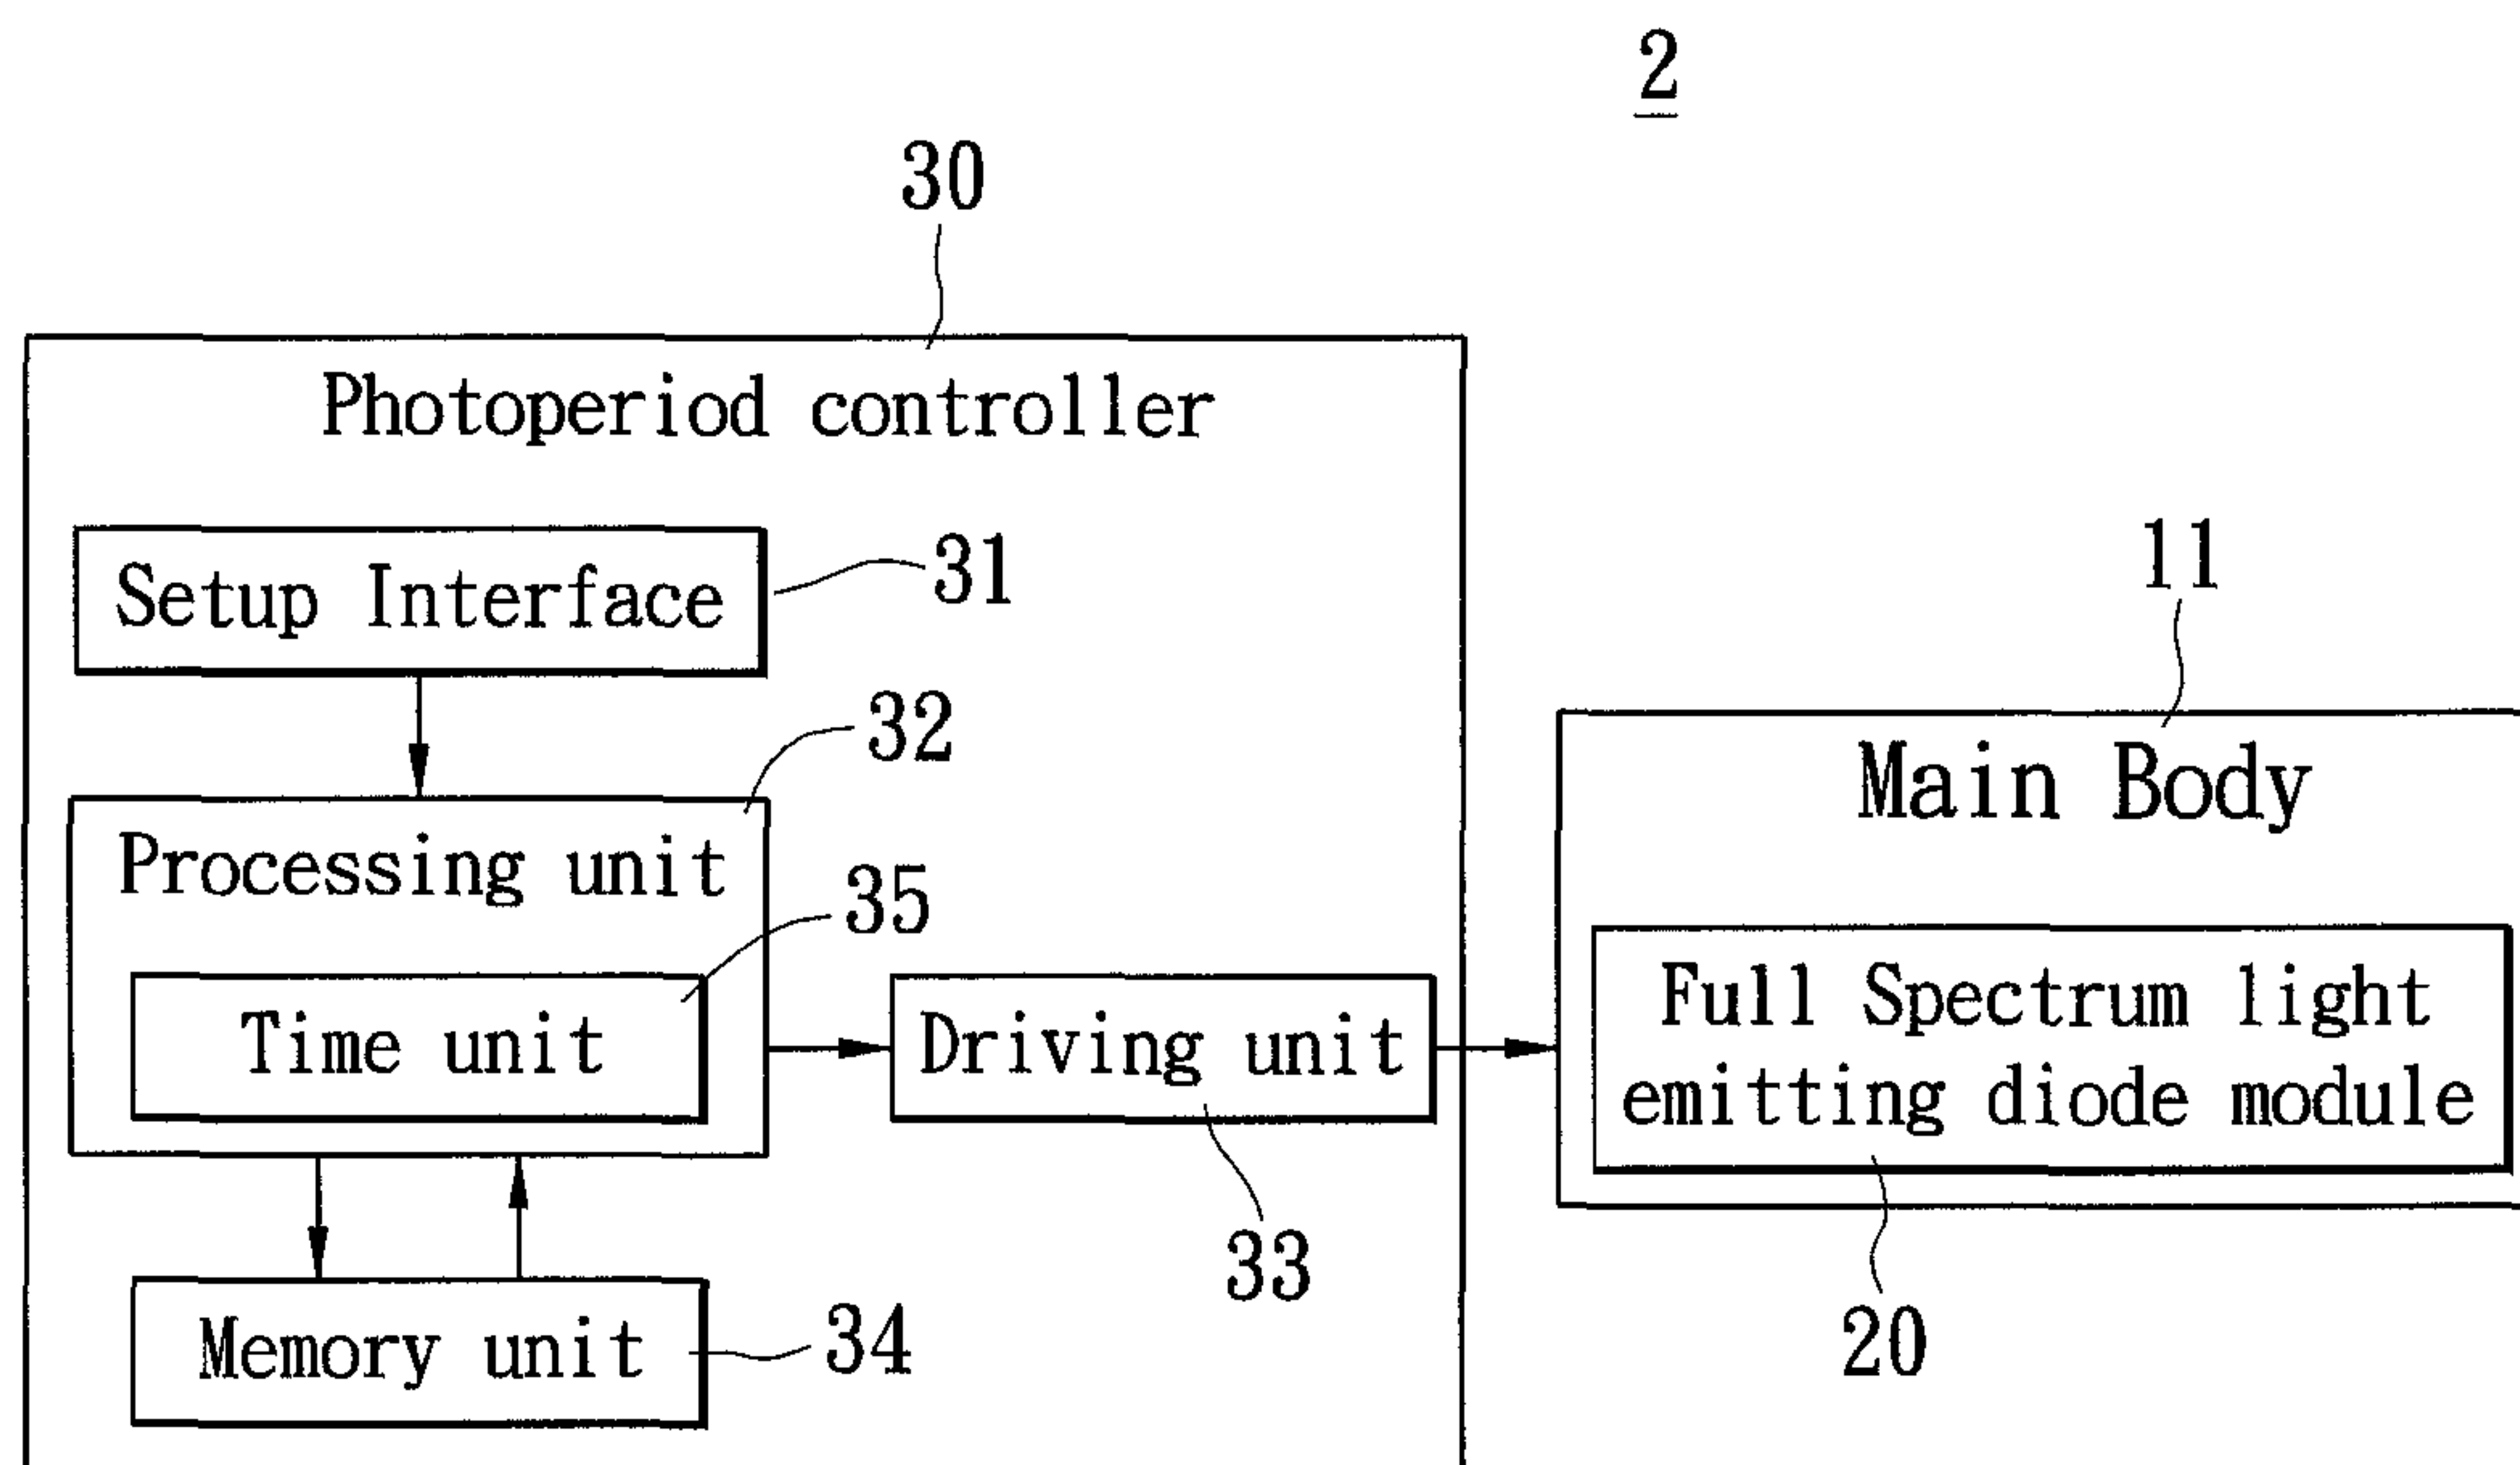 2
30
Photoperiod controller
Setup Interface
31
11
32
Main Body
Processing unit
35
Full Spectrum light
emitting diode module
Time unit
Driving unit
33
20
Memory unit
34